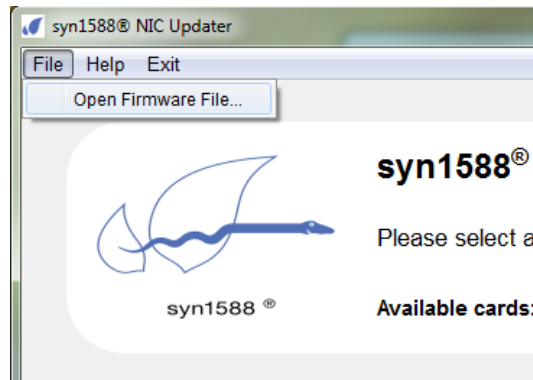 syn1588® NIC Updater
File Help Exit
Open Firmware File...
syn1588®
Please select a
Available cards:
syn1588 ®